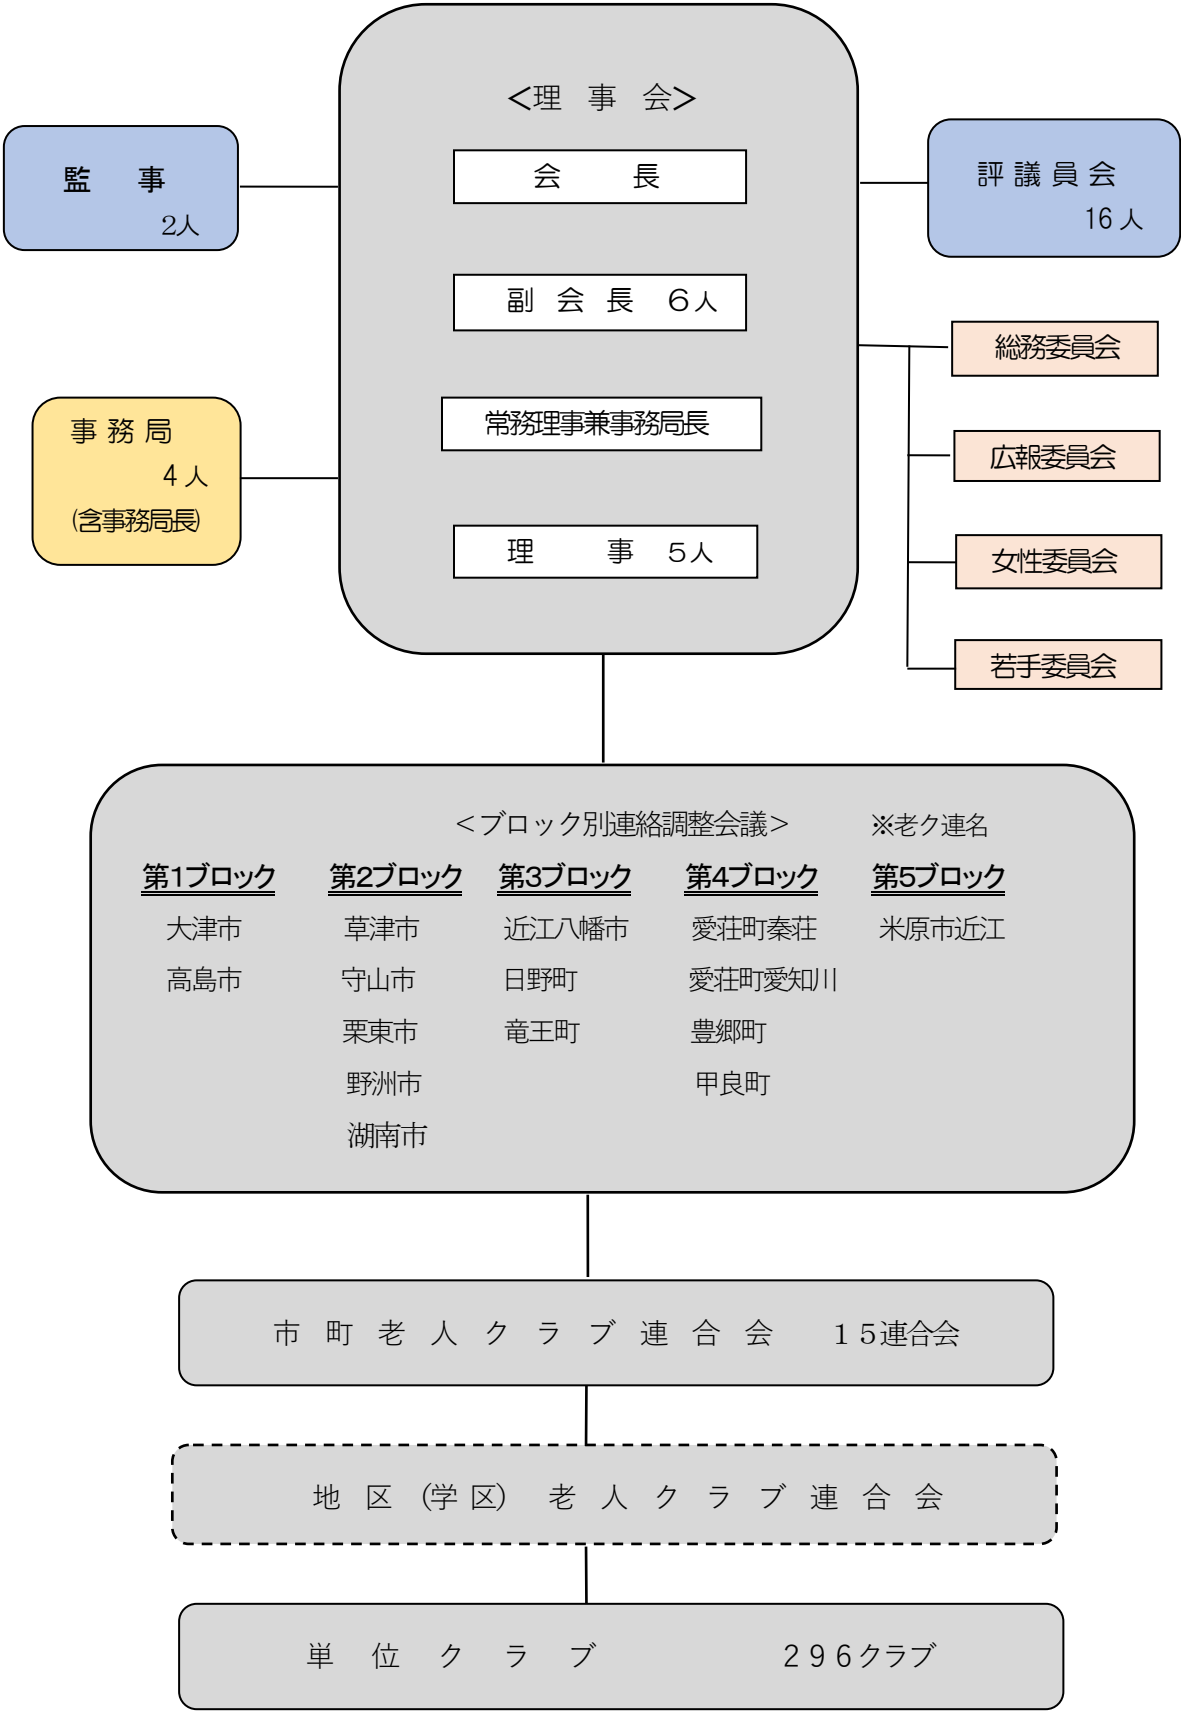 ＜理 事 会＞
会 長
副 会 長 ６人
常務理事兼事務局長
理 事 ５人
監 事
2人
事 務 局
4 人
(含事務局長)
評 議 員 会
16 人
総務委員会
広報委員会
女性委員会
若手委員会
＜ブロック別連絡調整会議＞ ※老ク連名
第1ブロック 第2ブロック 第3ブロック 第4ブロック 第5ブロック
大津市 草津市 近江八幡市 愛荘町秦荘 米原市近江
高島市 守山市 日野町 愛荘町愛知川
栗東市 竜王町 豊郷町
野洲市 甲良町
湖南市
市 町 老 人 ク ラ ブ 連 合 会 １５連合会
地 区 (学 区) 老 人 ク ラ ブ 連 合 会
単 位 ク ラ ブ ２９６クラブ